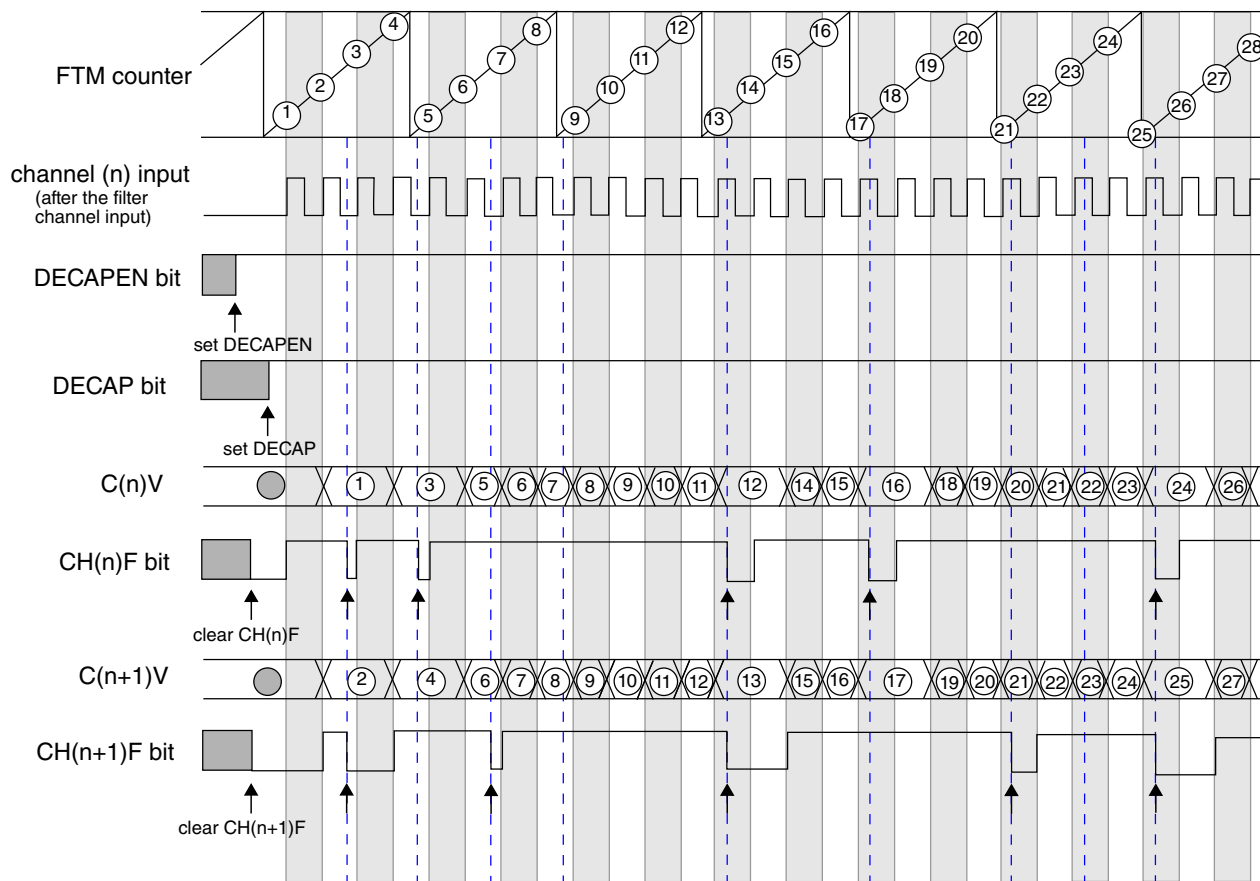 FTM counter
1 2 3 4 5 6 7 8 9 10 11 12 13 14 15 16 17 18 19 20 21 22 23 24 25 26 27 28
channel (n) input
(after the filter
channel input)
DECAPEN bit
set DECAPEN
DECAP bit
set DECAP
C(n)V 1 3 5 6 7 8 9 10 11 12 14 15 16 18 19 20 21 22 23 24 26
CH(n)F bit
clear CH(n)F
C(n+1)V 2 4 6 7 8 9 10 11 12 13 15 16 17 19 20 21 22 23 24 25 27
CH(n+1)F bit
clear CH(n+1)F